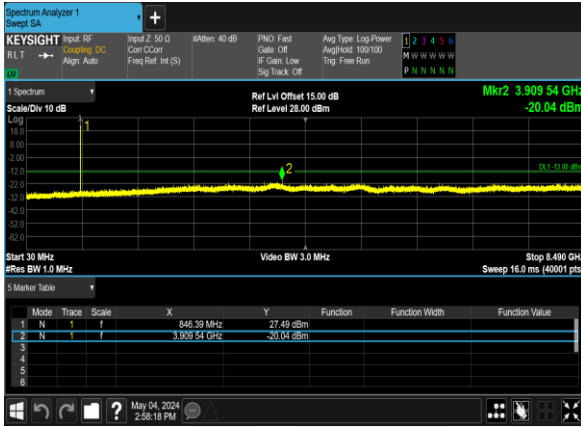 Spectrum Analyzer 1
Swept SA
+
KEYSIGHT
RLT
LV
Input: RF
Coupling: DC
Align: Auto
Input Z: 50 Ω
Corr CCorr
Freq Ref: Int (S)
#Atten: 40 dB
PNO: Fast
Gate: Off
IF Gain: Low
Sig Track: Off
Avg Type: Log-Power
Avg|Hold: 100/100
Trig: Free Run
1 2 3 4 5 6
M W W W W W
P N N N N N
1 Spectrum
Scale/Div 10 dB
Ref Lvl Offset 15.00 dB
Ref Level 28.00 dBm
Mkr2 3.909 54 GHz
-20.04 dBm
Log
18.0
8.00
-2.00
-12.0
-22.0
-32.0
-42.0
-52.0
-62.0
1
2
DL1 -13.00 dBm
Start 30 MHz
#Res BW 1.0 MHz
Video BW 3.0 MHz
Stop 8.490 GHz
Sweep 16.0 ms (40001 pts)
5 Marker Table
Mode Trace Scale X Y Function Function Width Function Value
1 N 1 f 846.39 MHz 27.49 dBm
2 N 1 f 3.909 54 GHz -20.04 dBm
3
4
5
6
?
May 04, 2024
2:58:18 PM